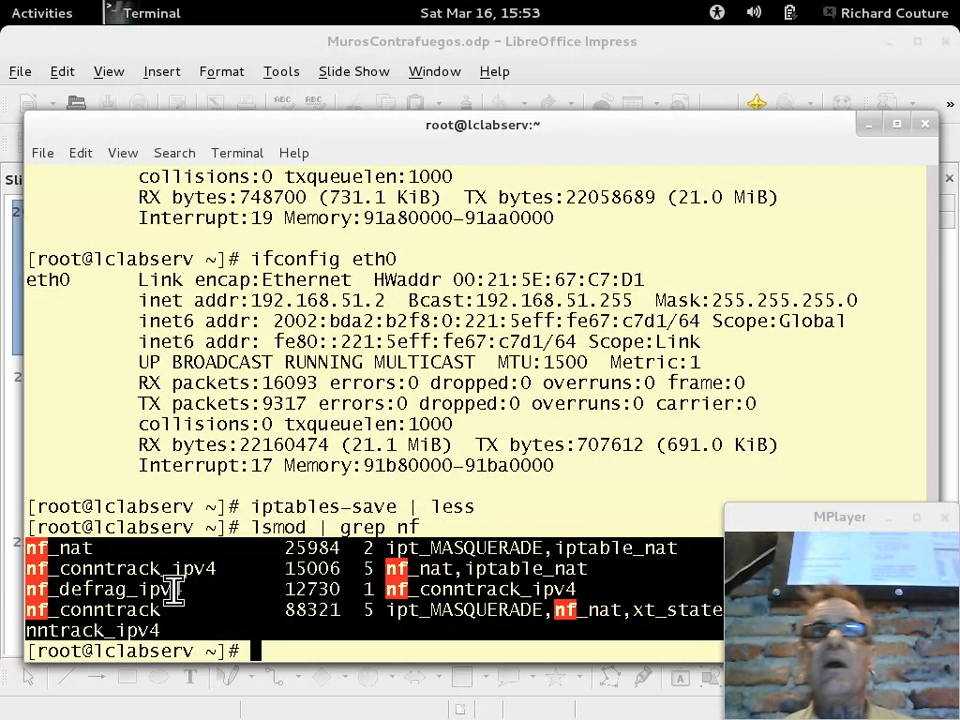 Activities Terminal Sat Mar 16, 15:53 Richard Couture
MurosContrafuegos.odp - LibreOffice Impress
File Edit View Insert Format Tools Slide Show Window Help
ABC ABC
root@lclabserv:~
File Edit View Search Terminal Help
Sli
collisions:0 txqueuelen:1000
RX bytes:748700 (731.1 KiB) TX bytes:22058689 (21.0 MiB)
Interrupt:19 Memory:91a80000-91aa0000
[root@lclabserv ~]# ifconfig eth0
eth0 Link encap:Ethernet HWaddr 00:21:5E:67:C7:D1
inet addr:192.168.51.2 Bcast:192.168.51.255 Mask:255.255.255.0
inet6 addr: 2002:bda2:b2f8:0:221:5eff:fe67:c7d1/64 Scope:Global
inet6 addr: fe80::221:5eff:fe67:c7d1/64 Scope:Link
UP BROADCAST RUNNING MULTICAST MTU:1500 Metric:1
RX packets:16093 errors:0 dropped:0 overruns:0 frame:0
TX packets:9317 errors:0 dropped:0 overruns:0 carrier:0
collisions:0 txqueuelen:1000
RX bytes:22160474 (21.1 MiB) TX bytes:707612 (691.0 KiB)
Interrupt:17 Memory:91b80000-91ba0000
[root@lclabserv ~]# iptables-save | less
[root@lclabserv ~]# lsmod | grep nf
nf_nat 25984 2 ipt_MASQUERADE,iptable_nat
nf_conntrack_ipv4 15006 5 nf_nat,iptable_nat
nf_defrag_ipv4 12730 1 nf_conntrack_ipv4
nf_conntrack 88321 5 ipt_MASQUERADE,nf_nat,xt_state
nntrack_ipv4
[root@lclabserv ~]#
MPlayer